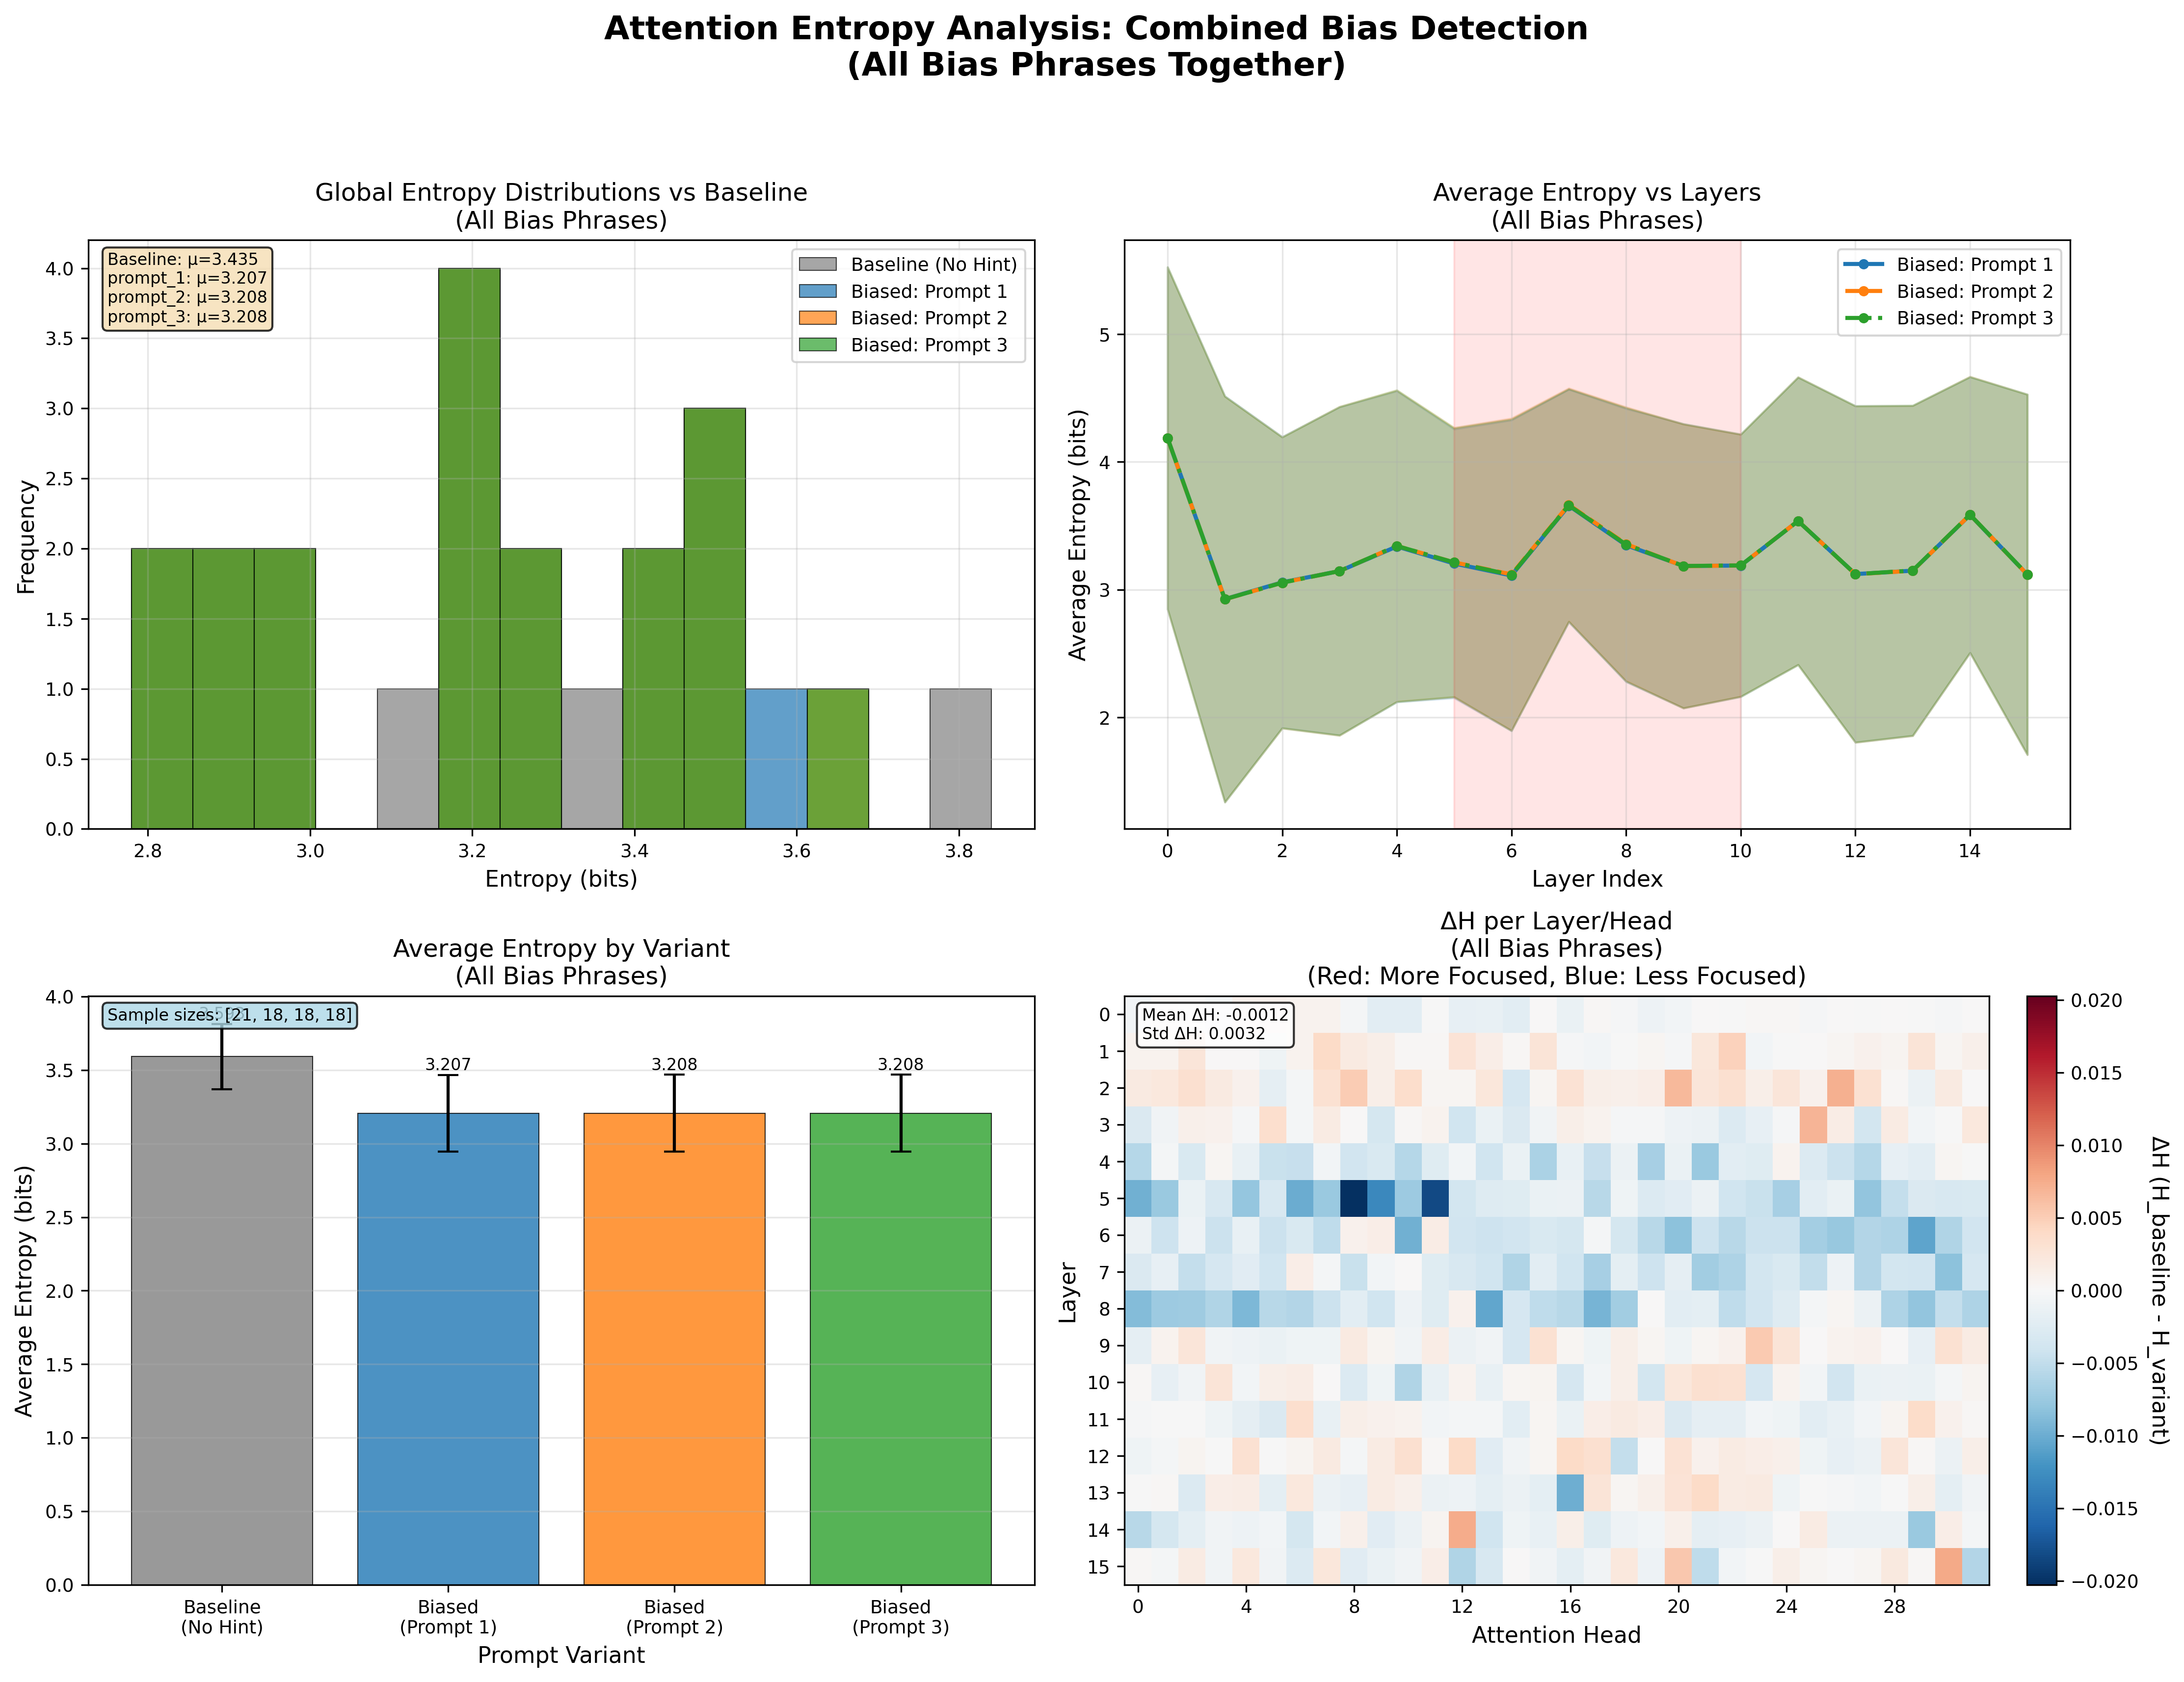 Attention Entropy Analysis: Combined Bias Detection
(All Bias Phrases Together)
Global Entropy Distributions vs Baseline
(All Bias Phrases)
Baseline: μ=3.435
prompt_1: μ=3.207
prompt_2: μ=3.208
prompt_3: μ=3.208
Baseline (No Hint)
Biased: Prompt 1
Biased: Prompt 2
Biased: Prompt 3
Frequency
4.0
3.5
3.0
2.5
2.0
1.5
1.0
0.5
0.0
2.8
3.0
3.2
3.4
3.6
3.8
Entropy (bits)
Average Entropy vs Layers
(All Bias Phrases)
Biased: Prompt 1
Biased: Prompt 2
Biased: Prompt 3
Average Entropy (bits)
5
4
3
2
0
2
4
6
8
10
12
14
Layer Index
Average Entropy by Variant
(All Bias Phrases)
Sample sizes: [21, 18, 18, 18]
3.207
3.208
3.208
Average Entropy (bits)
4.0
3.5
3.0
2.5
2.0
1.5
1.0
0.5
0.0
Baseline
(No Hint)
Biased
(Prompt 1)
Biased
(Prompt 2)
Biased
(Prompt 3)
Prompt Variant
ΔH per Layer/Head
(All Bias Phrases)
(Red: More Focused, Blue: Less Focused)
Mean ΔH: -0.0012
Std ΔH: 0.0032
Layer
0
1
2
3
4
5
6
7
8
9
10
11
12
13
14
15
0
4
8
12
16
20
24
28
Attention Head
0.020
0.015
0.010
0.005
0.000
−0.005
−0.010
−0.015
−0.020
ΔH (H_baseline - H_variant)